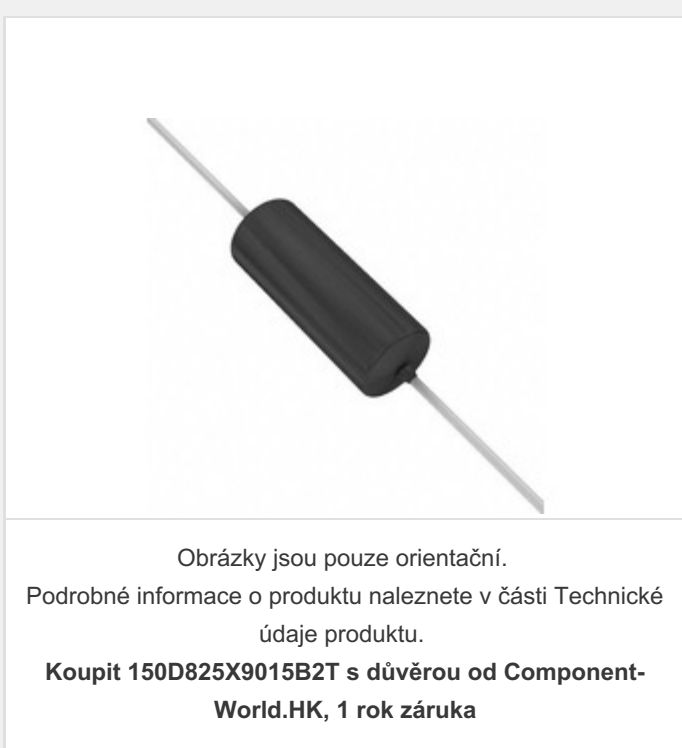 Obrázky jsou pouze orientační.
Podrobné informace o produktu naleznete v části Technické
údaje produktu.
Koupit 150D825X9015B2T s důvěrou od Component-
World.HK, 1 rok záruka